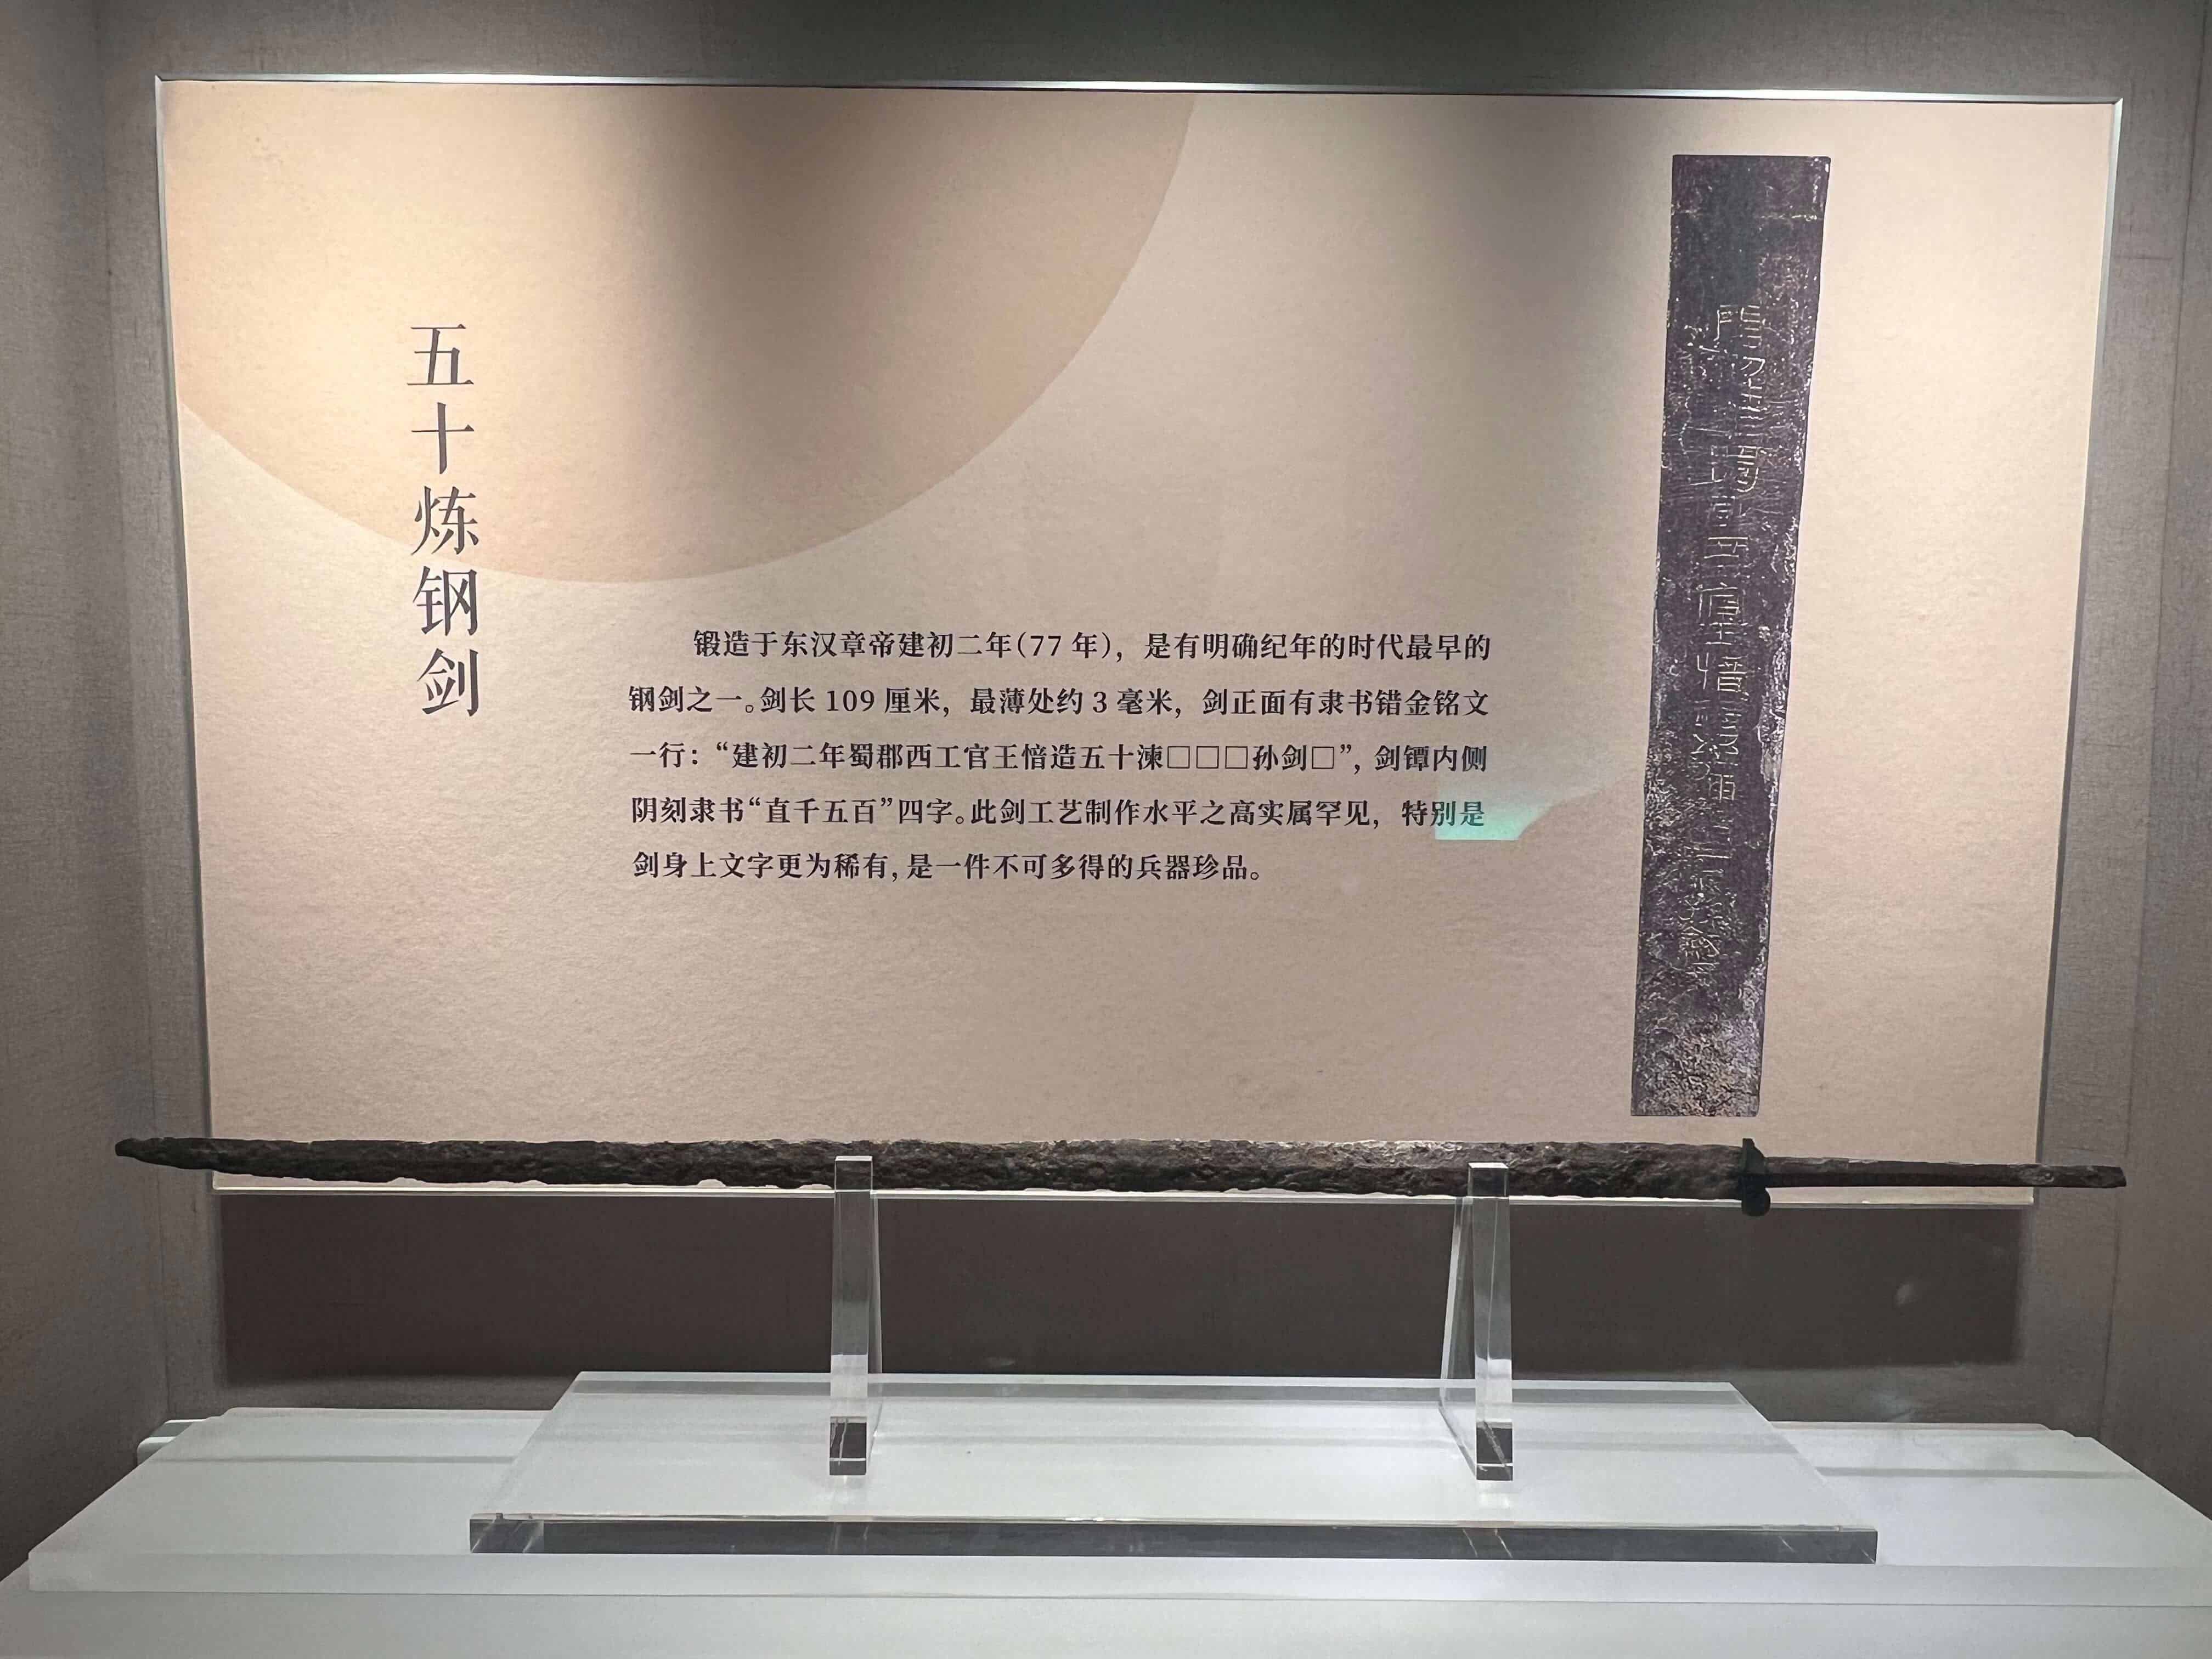 五十炼钢剑
锻造于东汉章帝建初二年（77 年），是有明确纪年的时代最早的
钢剑之一。剑长 109 厘米，最薄处约 3 毫米，剑正面有隶书错金铭文
一行：“建初二年蜀郡西工官王愔造五十湅□□□孙剑□”，剑镡内侧
阴刻隶书“直千五百”四字。此剑工艺制作水平之高实属罕见，特别是
剑身上文字更为稀有，是一件不可多得的兵器珍品。